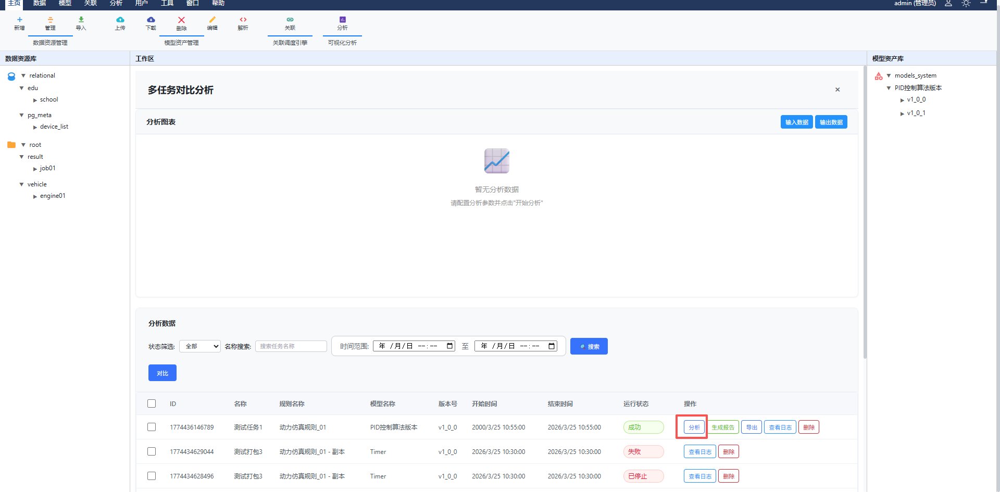 主页 数据 模型 关联 分析 用户 工具 窗口 帮助 admin (管理员)
新增 管理 导入 上传 下载 删除 编辑 解析 关联 分析
数据资源管理 模型资产管理 关联调度引擎 可视化分析
数据资源库
relational
edu
school
pg_meta
device_list
root
result
job01
vehicle
engine01
工作区
多任务对比分析 ×
分析图表 输入数据 输出数据
暂无分析数据
请配置分析参数并点击"开始分析"
分析数据
状态筛选: 全部 名称搜索: 搜索任务名称 时间范围: 年 /月/日 --:-- 至 年 /月/日 --:-- 搜索
对比
ID 名称 规则名称 模型名称 版本号 开始时间 结束时间 运行状态 操作
1774436146789 测试任务1 动力仿真规则_01 PID控制算法版本 v1_0_0 2000/3/25 10:55:00 2026/3/25 10:55:00 成功 分析 生成报告 导出 查看日志 删除
1774434629044 测试打包3 动力仿真规则_01 - 副本 Timer v1_0_0 2026/3/25 10:30:00 2026/3/25 10:30:00 失败 查看日志 删除
1774434628496 测试打包3 动力仿真规则_01 - 副本 Timer v1_0_0 2026/3/25 10:30:00 2026/3/25 10:30:00 已停止 查看日志 删除
模型资产库
models_system
PID控制算法版本
v1_0_0
v1_0_1